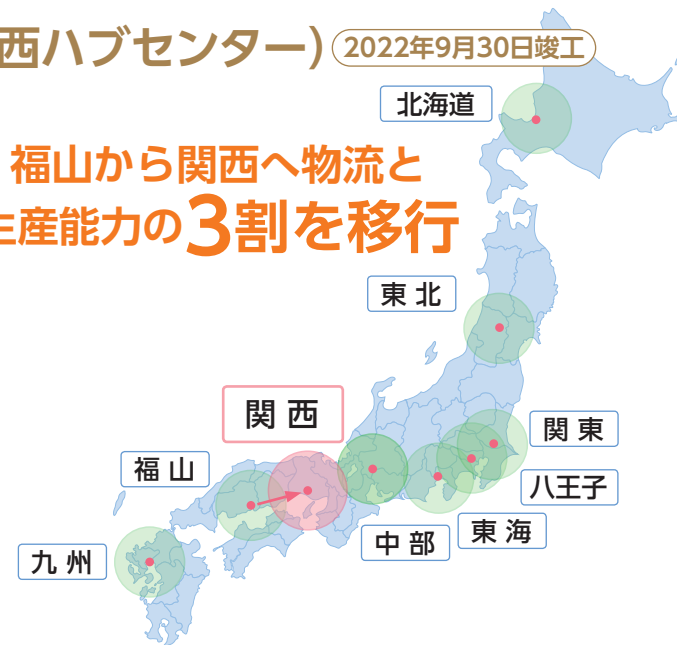 西ハブセンター) 2022年9月30日竣工
福山から関西へ物流と
生産能力の3割を移行
北海道
東北
関西
関東
福山
八王子
東海
中部
九州